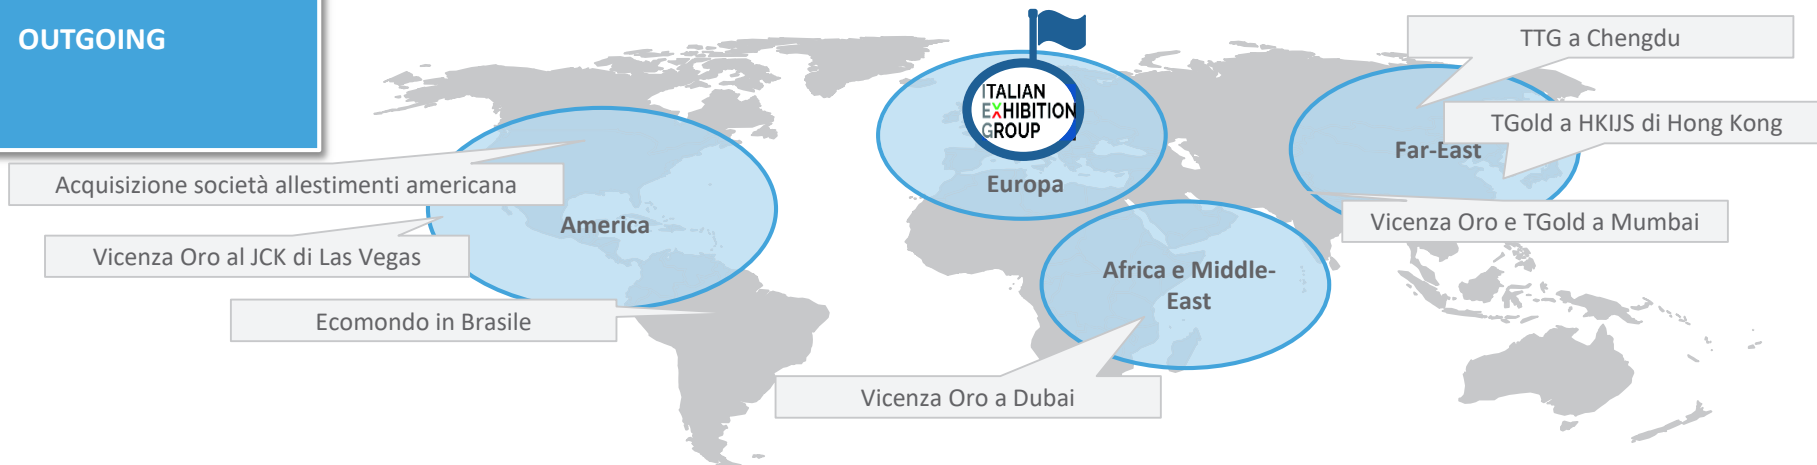 OUTGOING
TTG a Chengdu
ITALIAN
EXHIBITION
GROUP
TGold a HKIJS di Hong Kong
Far-East
Acquisizione società allestimenti americana
Europa
America
Vicenza Oro e TGold a Mumbai
Vicenza Oro al JCK di Las Vegas
Africa e Middle-
East
Ecomondo in Brasile
Vicenza Oro a Dubai